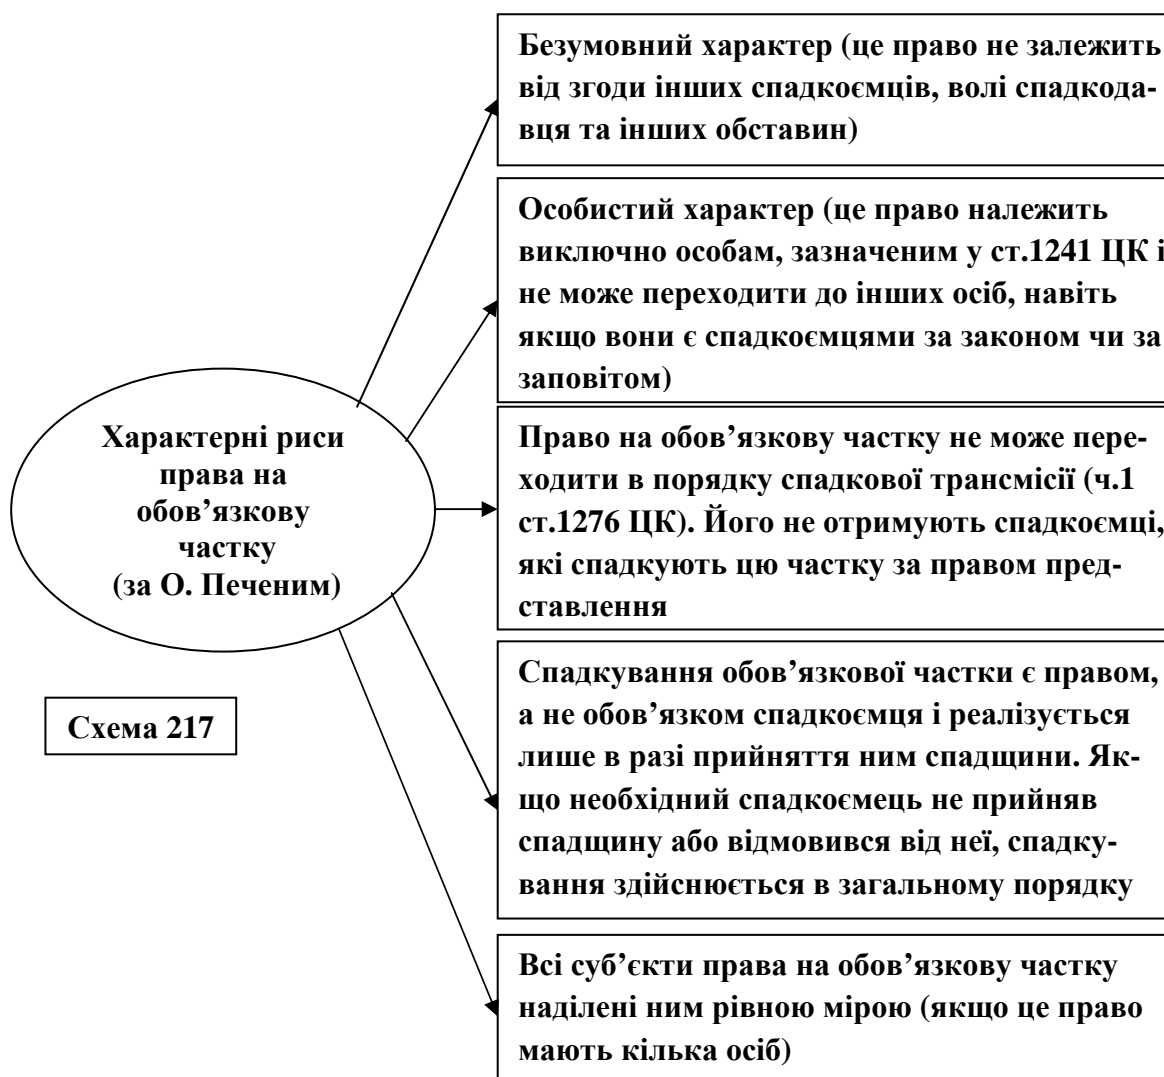 Безумовний характер (це право не залежить
від згоди інших спадкоємців, волі спадкода-
вця та інших обставин)
Особистий характер (це право належить
виключно особам, зазначеним у ст.1241 ЦК і
не може переходити до інших осіб, навіть
якщо вони є спадкоємцями за законом чи за
заповітом)
Характерні риси
права на
обов’язкову
частку
(за О. Печеним)
Право на обов’язкову частку не може пере-
ходити в порядку спадкової трансмісії (ч.1
ст.1276 ЦК). Його не отримують спадкоємці,
які спадкують цю частку за правом пред-
ставлення
Спадкування обов’язкової частки є правом,
а не обов’язком спадкоємця і реалізується
лише в разі прийняття ним спадщини. Як-
що необхідний спадкоємець не прийняв
спадщину або відмовився від неї, спадку-
вання здійснюється в загальному порядку
Схема 217
Всі суб’єкти права на обов’язкову частку
наділені ним рівною мірою (якщо це право
мають кілька осіб)